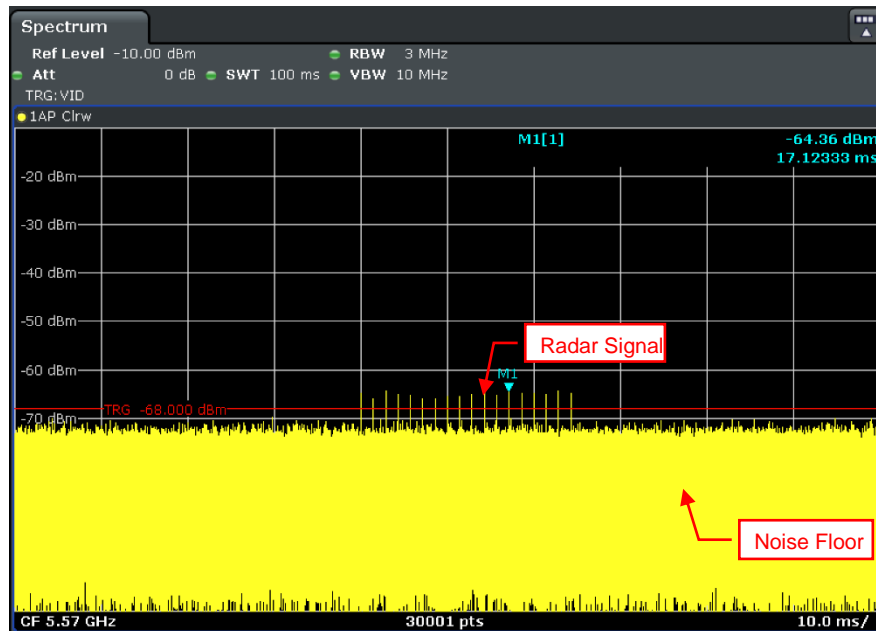 Spectrum
Ref Level -10.00 dBm RBW 3 MHz
Att 0 dB SWT 100 ms VBW 10 MHz
TRG:VID
1AP Clrw
M1[1] -64.36 dBm
17.12333 ms
-20 dBm
-30 dBm
-40 dBm
-50 dBm
Radar Signal
-60 dBm
M1
TRG -68.000 dBm
-70 dBm
Noise Floor
CF 5.57 GHz 30001 pts 10.0 ms/